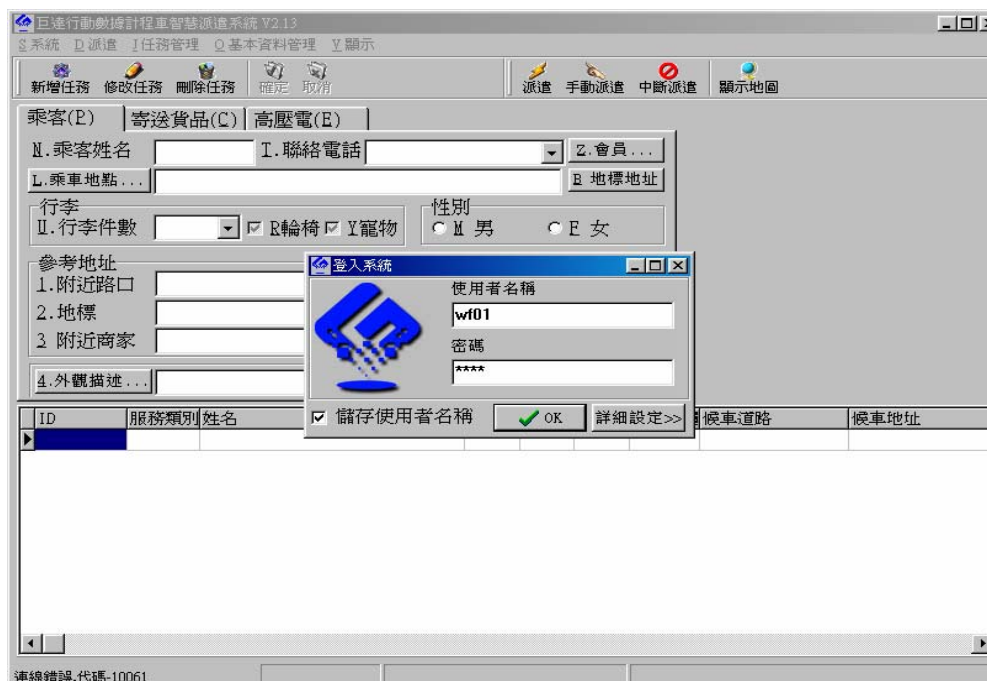 巨達行動數據計程車智慧派遣系統 V2.13
S系統 D派遣 I任務管理 O基本資料管理 V顯示
新增任務 修改任務 刪除任務 確定 取消 派遣 手動派遣 中斷派遣 顯示地圖
乘客(P) 寄送貨品(C) 高壓電(E)
N.乘客姓名 T.聯絡電話 Z.會員...
L.乘車地點... B 地標地址
行李 性別
U.行李件數 R輪椅 Y寵物 M 男 F 女
參考地址
1.附近路口
2.地標
3 附近商家
4.外觀描述...
登入系統
使用者名稱
wf01
密碼
****
儲存使用者名稱 OK 詳細設定>>
ID 服務類別 姓名 候車道路 候車地址
連線錯誤,代碼-10061